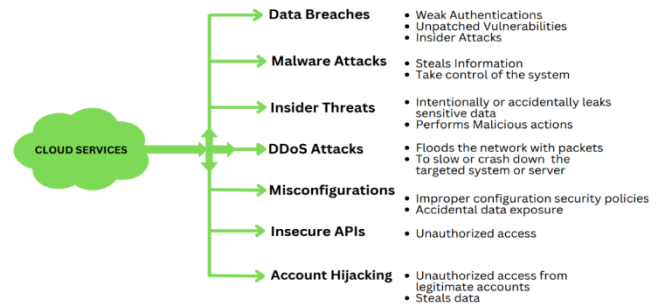 CLOUD SERVICES
Data Breaches
• Weak Authentications
• Unpatched Vulnerabilities
• Insider Attacks
Malware Attacks
• Steals Information
• Take control of the system
Insider Threats
• Intentionally or accidentally leaks
sensitive data
• Performs Malicious actions
DDoS Attacks
• Floods the network with packets
• To slow or crash down the
targeted system or server
Misconfigurations
• Improper configuration security policies
• Accidental data exposure
Insecure APIs
• Unauthorized access
Account Hijacking
• Unauthorized access from
legitimate accounts
• Steals data